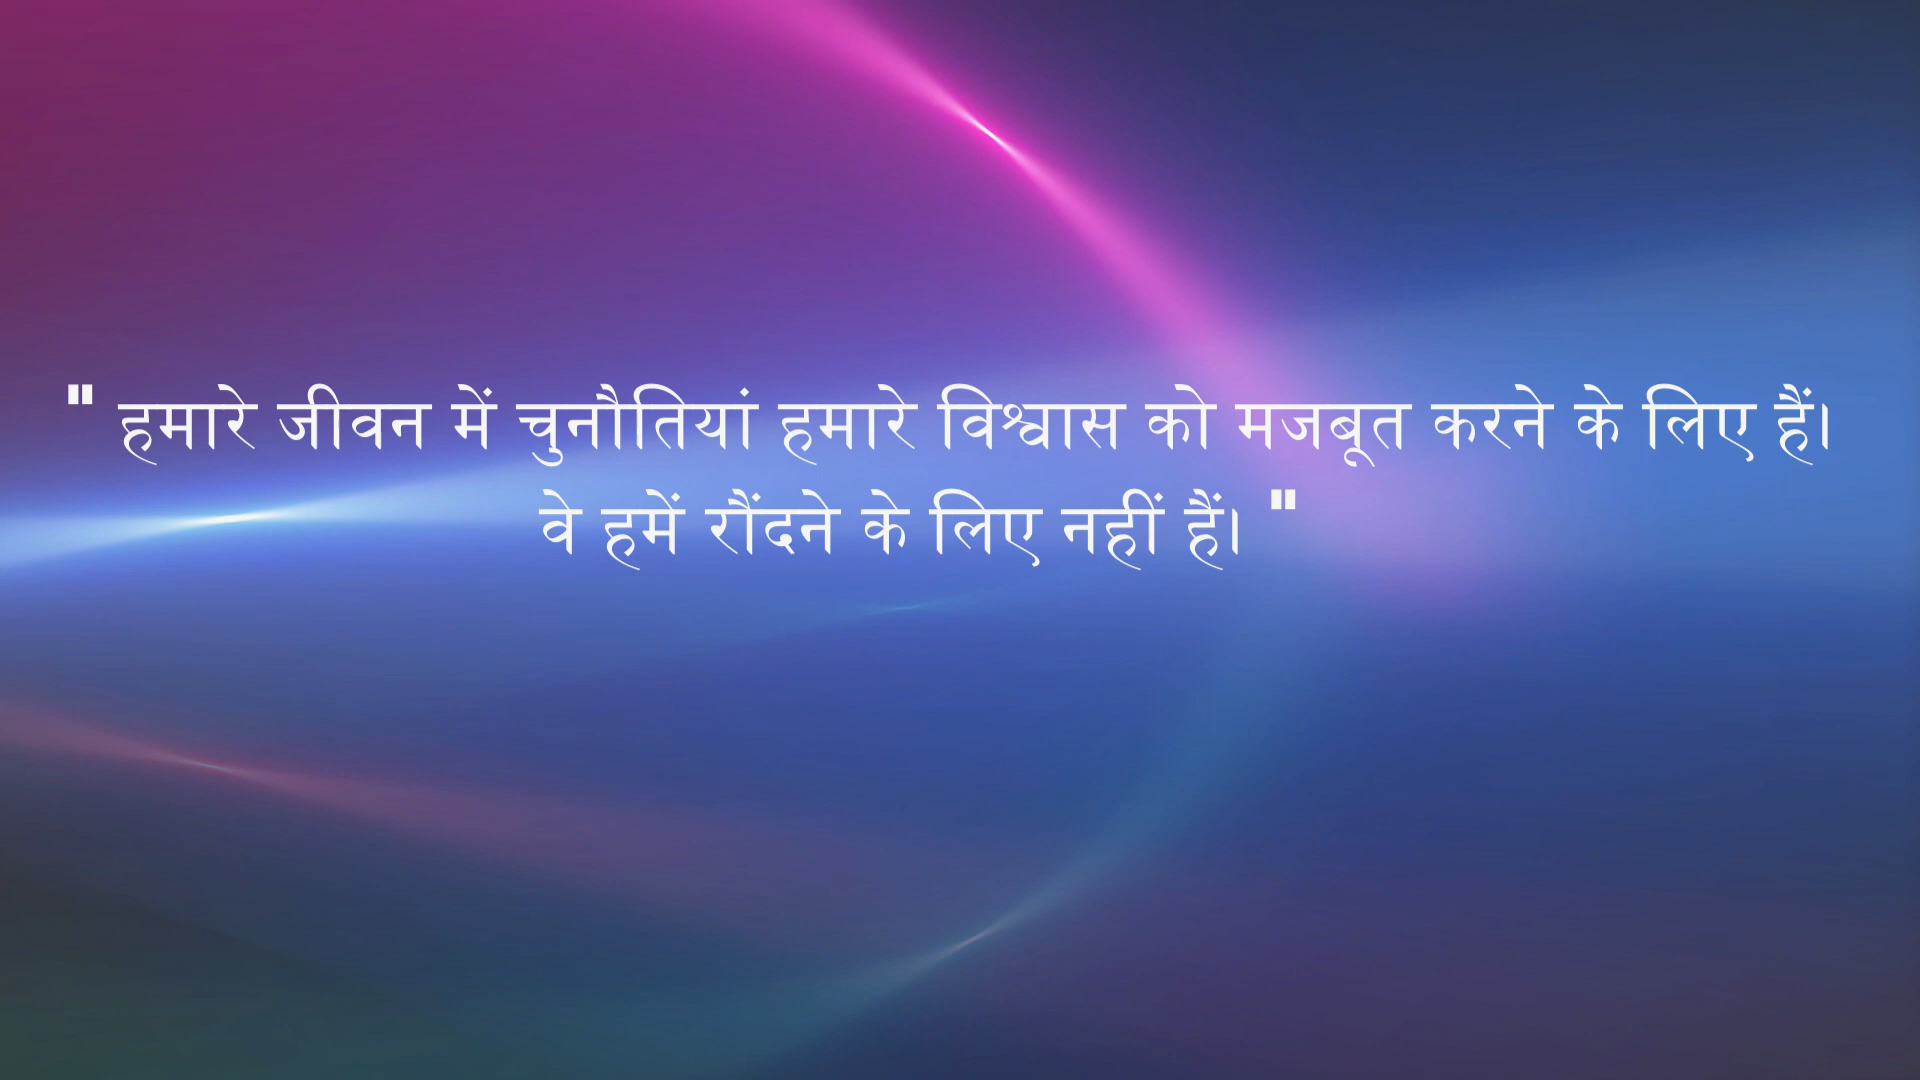 " हमारे जीवन में चुनौतियां हमारे विश्वास को मजबूत करने के लिए हैं।
वे हमें रौंदने के लिए नहीं हैं। "